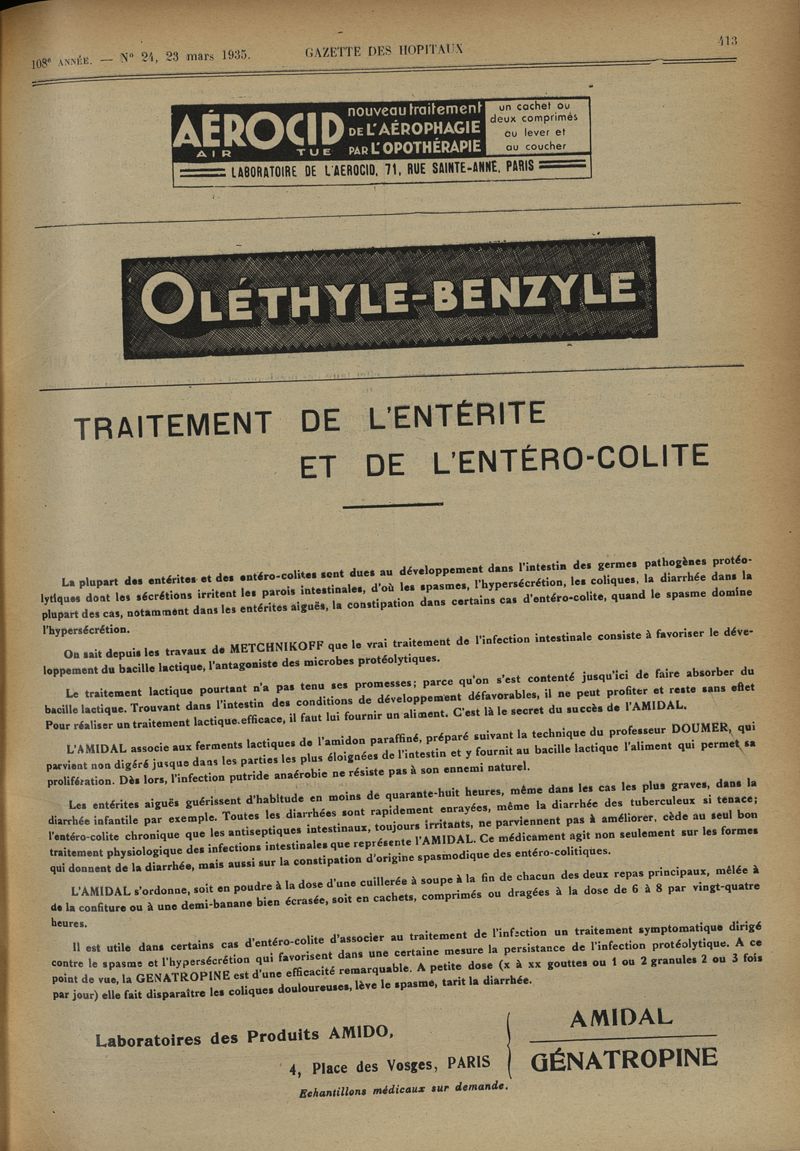 108e ANNÉE. — N° 24, 23 mars 1935.
GAZETTE DES HOPITAUX
413
AÉROCID
AIR TUE
nouveau traitement
DE L'AÉROPHAGIE
PAR L'OPOTHÉRAPIE
un cachet ou
deux comprimés
au lever et
au coucher
LABORATOIRE DE L'AEROCID, 71, RUE SAINTE-ANNE, PARIS
OLÉTHYLE-BENZYLE
TRAITEMENT DE L'ENTÉRITE
ET DE L'ENTÉRO-COLITE
La plupart des entérites et des entéro-colites sont dues au développement dans l'intestin des germes pathogènes protéo-
lytiques dont les sécrétions irritent les parois intestinales, d'où les spasmes, l'hypersécrétion, les coliques, la diarrhée dans la
plupart des cas, notamment dans les entérites aiguës, la constipation dans certains cas d'entéro-colite, quand le spasme domine
l'hypersécrétion.
On sait depuis les travaux de METCHNIKOFF que le vrai traitement de l'infection intestinale consiste à favoriser le déve-
loppement du bacille lactique, l'antagoniste des microbes protéolytiques.
Le traitement lactique pourtant n'a pas tenu ses promesses; parce qu'on s'est contenté jusqu'ici de faire absorber du
bacille lactique. Trouvant dans l'intestin des conditions de développement défavorables, il ne peut profiter et reste sans effet
Pour réaliser un traitement lactique efficace, il faut lui fournir un aliment. C'est là le secret du succès de l'AMIDAL.
L'AMIDAL associe aux ferments lactiques de l'amidon paraffiné, préparé suivant la technique du professeur DOUMER, qui
parvient non digéré jusque dans les parties les plus éloignées de l'intestin et y fournit au bacille lactique l'aliment qui permet sa
prolifération. Dès lors, l'infection putride anaérobie ne résiste pas à son ennemi naturel.
Les entérites aiguës guérissent d'habitude en moins de quarante-huit heures, même dans les cas les plus graves, dans la
diarrhée infantile par exemple. Toutes les diarrhées sont rapidement enrayées, même la diarrhée des tuberculeux si tenace;
l'entéro-colite chronique que les antiseptiques intestinaux, toujours irritants, ne parviennent pas à améliorer, cède au seul bon
traitement physiologique des infections intestinales que représente l'AMIDAL. Ce médicament agit non seulement sur les formes
qui donnent de la diarrhée, mais aussi sur la constipation d'origine spasmodique des entéro-colitiques.
L'AMIDAL s'ordonne, soit en poudre à la dose d'une cuillerée à soupe à la fin de chacun des deux repas principaux, mêlée à
de la confiture ou à une demi-banane bien écrasée, soit en cachets, comprimés ou dragées à la dose de 6 à 8 par vingt-quatre
heures.
Il est utile dans certains cas d'entéro-colite d'associer au traitement de l'infection un traitement symptomatique dirigé
contre le spasme et l'hypersécrétion qui favorisent dans une certaine mesure la persistance de l'infection protéolytique. A ce
point de vue, la GENATROPINE est d'une efficacité remarquable. A petite dose (x à xx gouttes ou 1 ou 2 granules 2 ou 3 fois
par jour) elle fait disparaître les coliques douloureuses, lève le spasme, tarit la diarrhée.
Laboratoires des Produits AMIDO,
4, Place des Vosges, PARIS
Echantillons médicaux sur demande.
AMIDAL
GÉNATROPINE